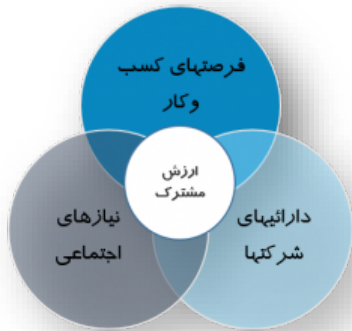 فرصتهای کسب
وکار
ارزش
مشترک
دارائیهای
شرکتها
نیازهای
اجتماعی